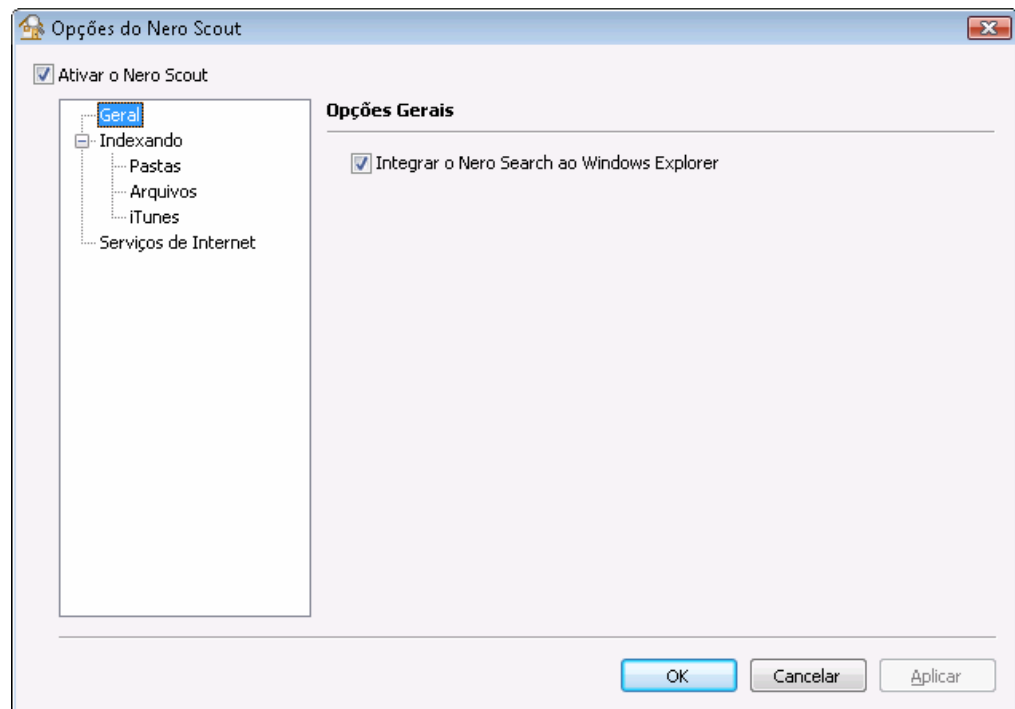 Opções do Nero Scout
Ativar o Nero Scout
Geral
Indexando
Pastas
Arquivos
iTunes
Serviços de Internet
Opções Gerais
Integrar o Nero Search ao Windows Explorer
OK
Cancelar
Aplicar